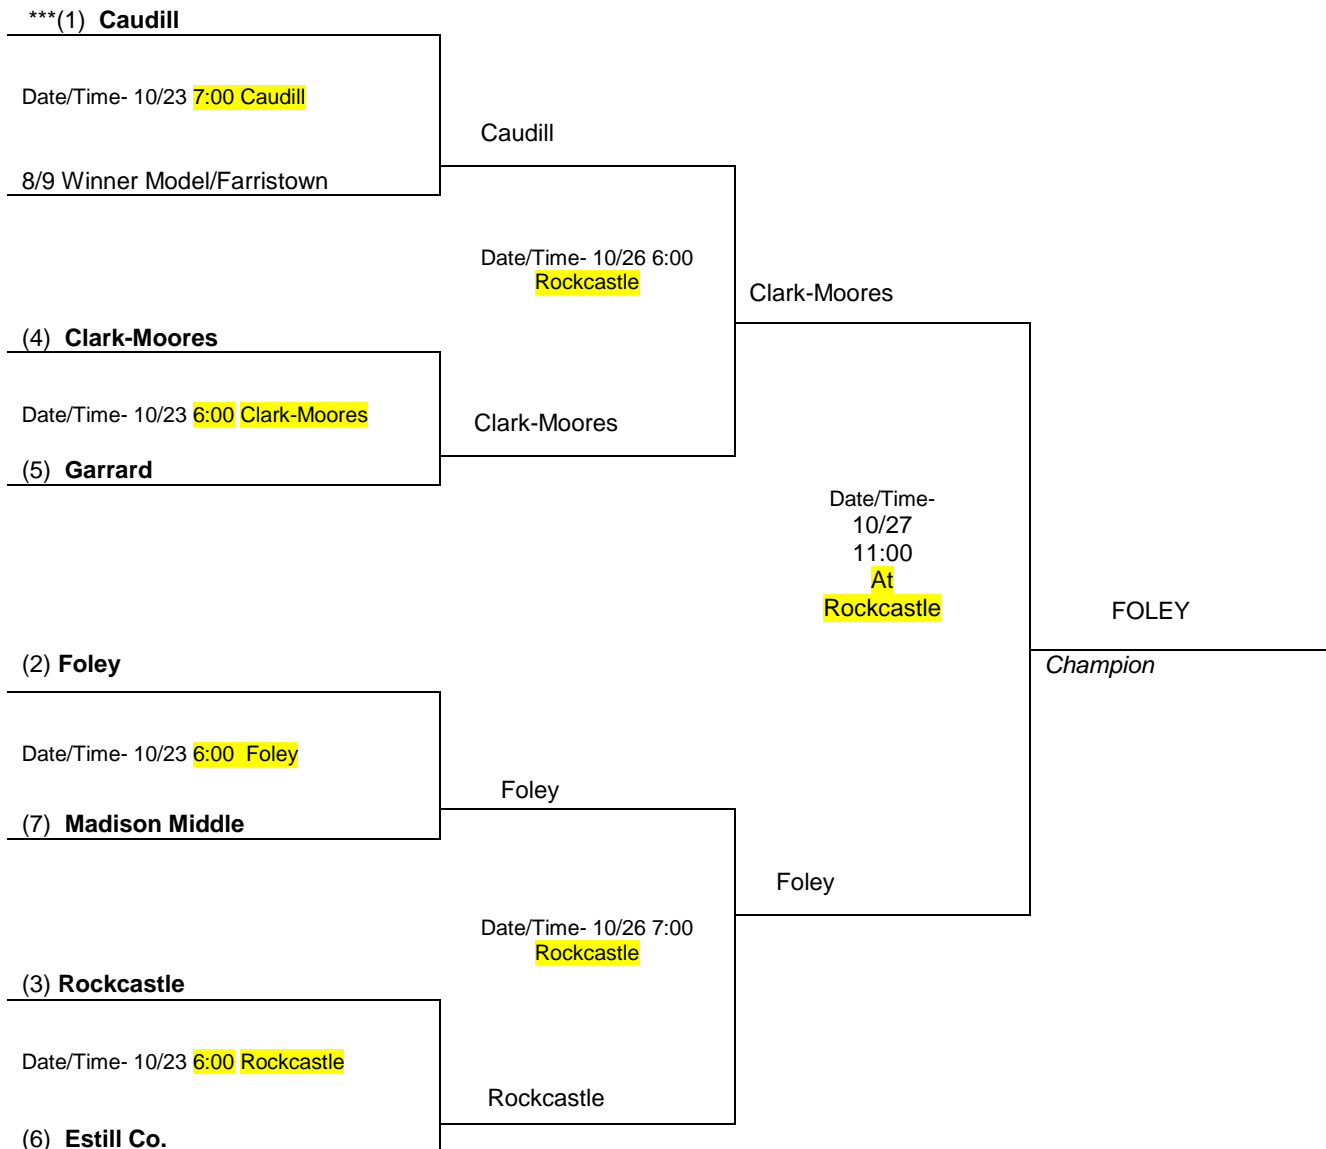 ***(1) Caudill
Date/Time- 10/23 7:00 Caudill
Caudill
8/9 Winner Model/Farristown
Date/Time- 10/26 6:00
Rockcastle
Clark-Moores
(4) Clark-Moores
Date/Time- 10/23 6:00 Clark-Moores
Clark-Moores
(5) Garrard
Date/Time-
10/27
11:00
At
Rockcastle
FOLEY
Champion
(2) Foley
Date/Time- 10/23 6:00 Foley
Foley
(7) Madison Middle
Foley
Date/Time- 10/26 7:00
Rockcastle
(3) Rockcastle
Date/Time- 10/23 6:00 Rockcastle
Rockcastle
(6) Estill Co.